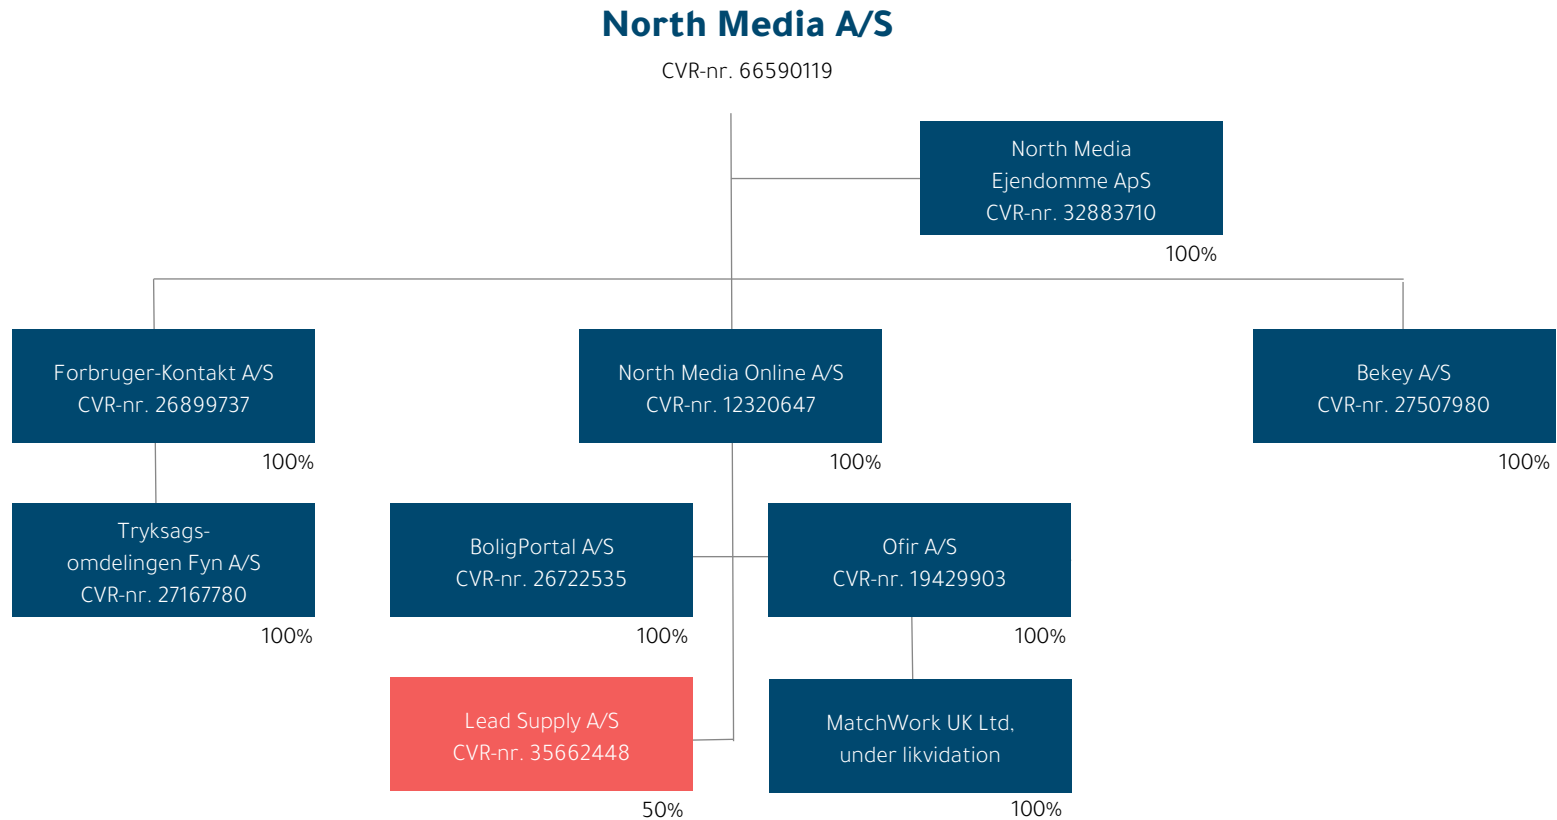 North Media A/S
CVR-nr. 66590119
North Media
Ejendomme ApS
CVR-nr. 32883710
100%
Forbruger-Kontakt A/S
CVR-nr. 26899737
100%
North Media Online A/S
CVR-nr. 12320647
100%
Bekey A/S
CVR-nr. 27507980
100%
Tryksags-
omdelingen Fyn A/S
CVR-nr. 27167780
100%
BoligPortal A/S
CVR-nr. 26722535
100%
Ofir A/S
CVR-nr. 19429903
100%
Lead Supply A/S
CVR-nr. 35662448
50%
MatchWork UK Ltd,
under likvidation
100%